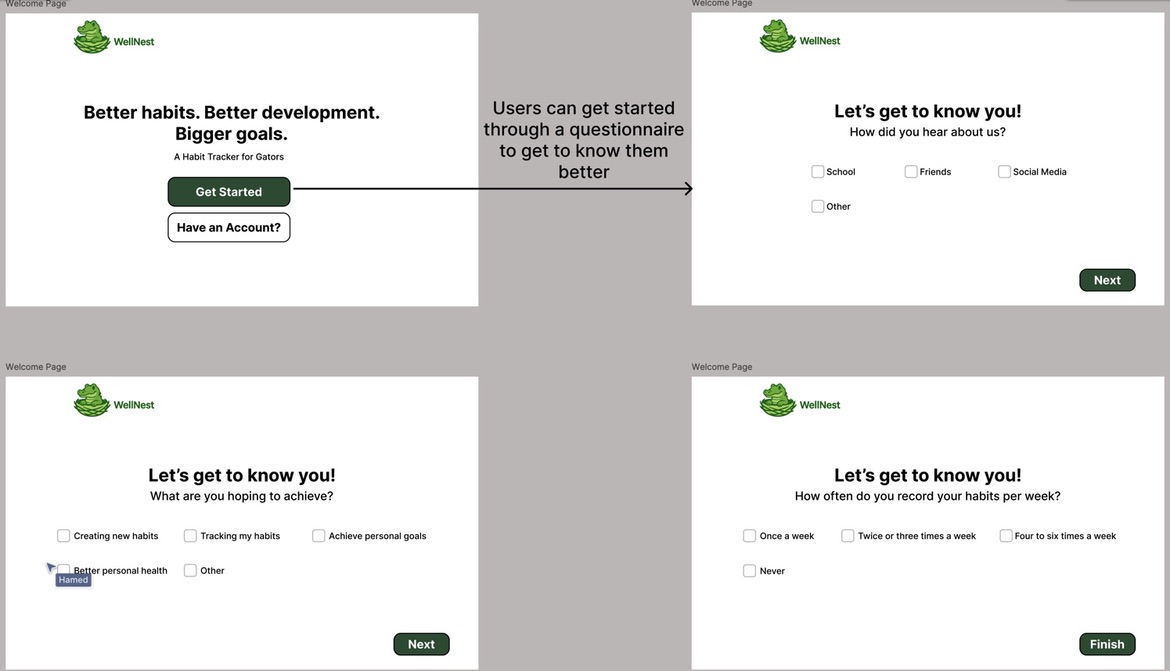 Welcome Page
WellNest
Better habits. Better development.
Bigger goals.
A Habit Tracker for Gators
Get Started
Have an Account?
Users can get started
through a questionnaire
to get to know them
better
Welcome Page
WellNest
Let's get to know you!
How did you hear about us?
School
Friends
Social Media
Other
Next
Welcome Page
WellNest
Let's get to know you!
What are you hoping to achieve?
Creating new habits
Tracking my habits
Achieve personal goals
Better personal health
Other
Hamed
Next
Welcome Page
WellNest
Let's get to know you!
How often do you record your habits per week?
Once a week
Twice or three times a week
Four to six times a week
Never
Finish